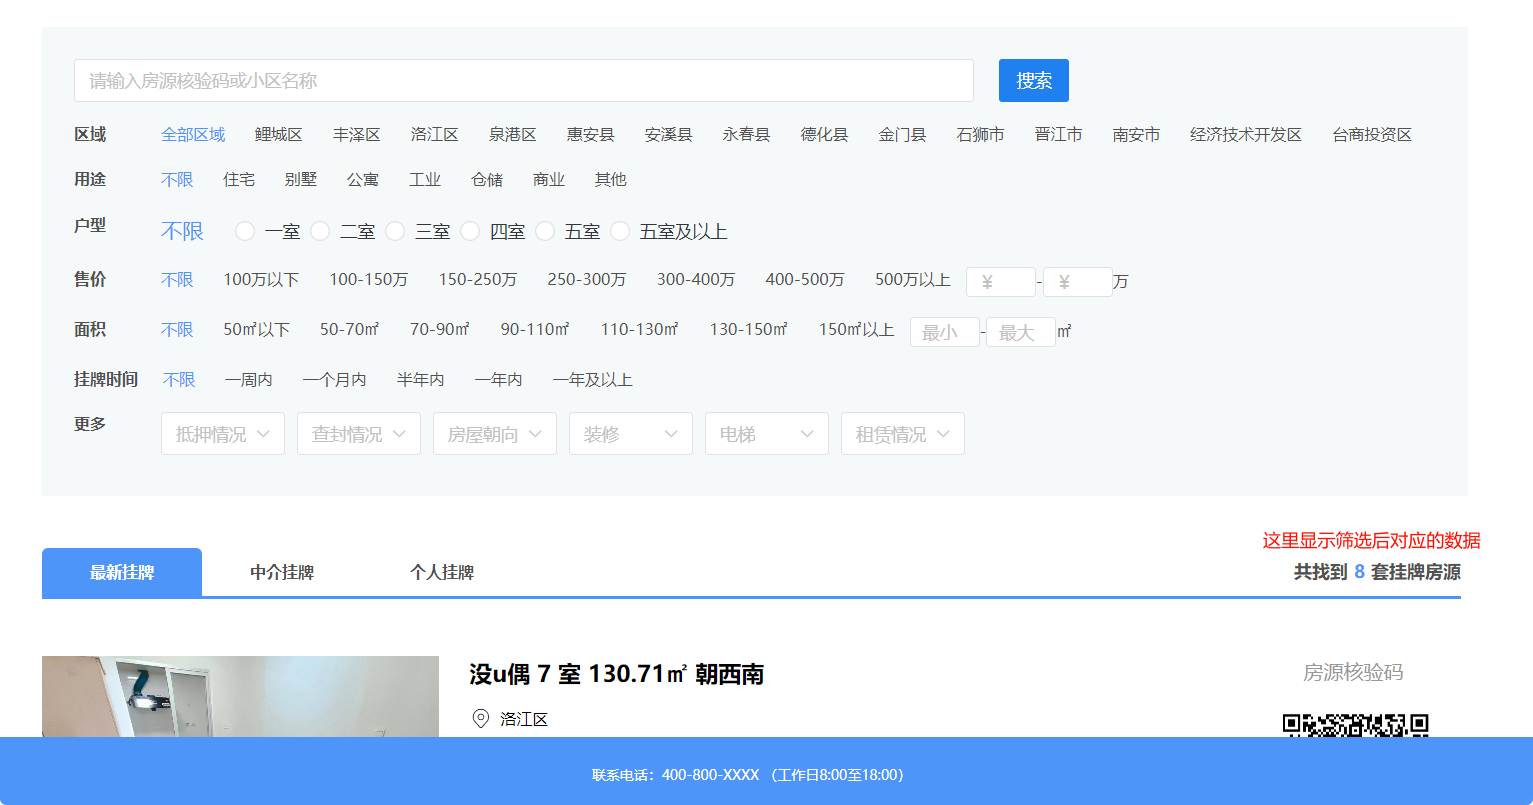 请输入房源核验码或小区名称 搜索
区域 全部区域 鲤城区 丰泽区 洛江区 泉港区 惠安县 安溪县 永春县 德化县 金门县 石狮市 晋江市 南安市 经济技术开发区 台商投资区
用途 不限 住宅 别墅 公寓 工业 仓储 商业 其他
户型 不限 一室 二室 三室 四室 五室 五室及以上
售价 不限 100万以下 100-150万 150-250万 250-300万 300-400万 400-500万 500万以上 ¥ - ¥ 万
面积 不限 50㎡以下 50-70㎡ 70-90㎡ 90-110㎡ 110-130㎡ 130-150㎡ 150㎡以上 最小 - 最大 ㎡
挂牌时间 不限 一周内 一个月内 半年内 一年内 一年及以上
更多 抵押情况 查封情况 房屋朝向 装修 电梯 租赁情况
这里显示筛选后对应的数据
最新挂牌 中介挂牌 个人挂牌 共找到 8 套挂牌房源
没u偶 7 室 130.71㎡ 朝西南 房源核验码
洛江区
联系电话：400-800-XXXX （工作日8:00至18:00）